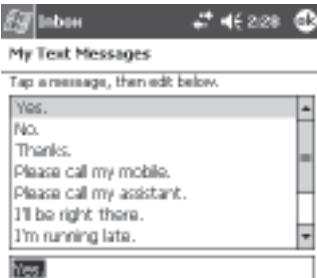 Inbox 2:28 ok
My Text Messages
Tap a message, then edit below.
Yes.
No.
Thanks.
Please call my mobile.
Please call my assistant.
I'll be right there.
I'm running late.
Yes.